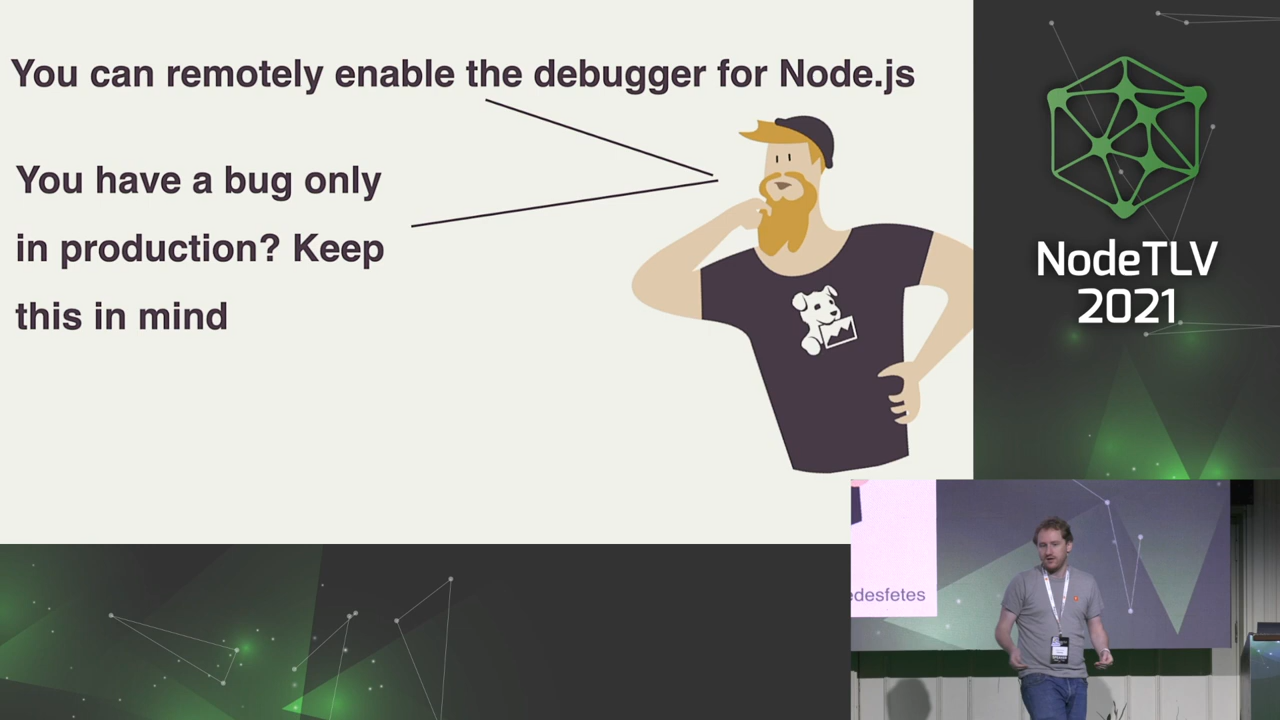 You can remotely enable the debugger for Node.js
You have a bug only
in production? Keep
this in mind
NodeTLV
2021
edesfetes